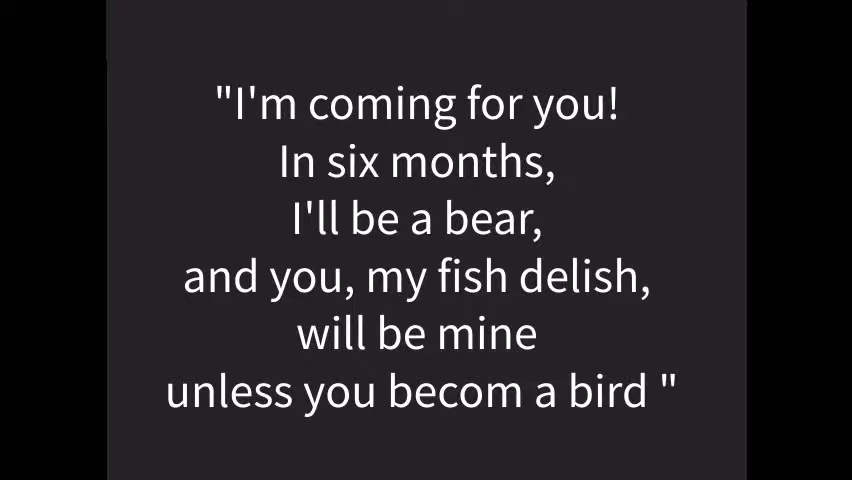 "I'm coming for you!
In six months,
I'll be a bear,
and you, my fish delish,
will be mine
unless you becom a bird "